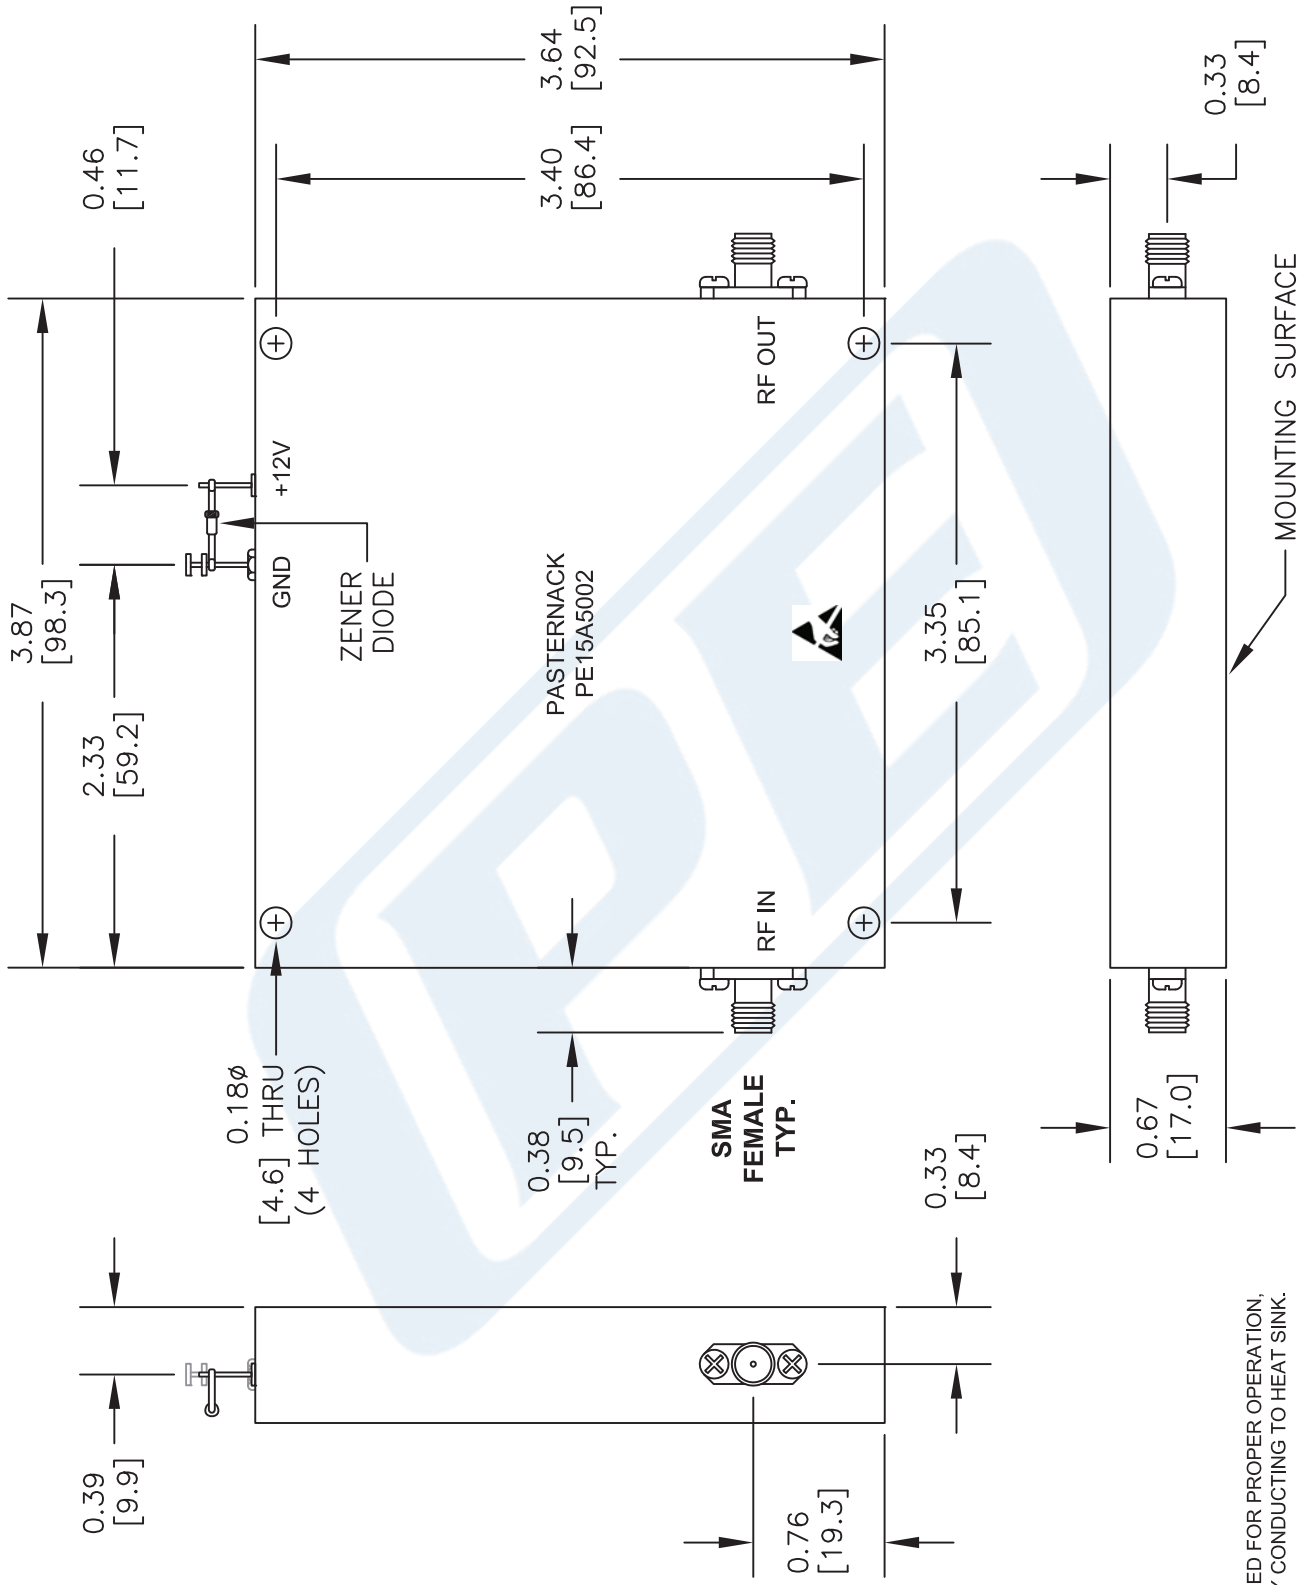 3.87
[98.3]
2.33
[59.2]
0.46
[11.7]
GND
+12V
ZENER
DIODE
3.64
[92.5]
3.40
[86.4]
PASTERNACK
PE15A5002
RF IN
RF OUT
0.18ø
[4.6] THRU
(4 HOLES)
0.38
[9.5]
TYP.
SMA
FEMALE
TYP.
3.35
[85.1]
0.39
[9.9]
0.76
[19.3]
0.33
[8.4]
0.67
[17.0]
0.33
[8.4]
MOUNTING SURFACE
PE
FOR PROPER OPERATION,
CONDUCTING TO HEAT SINK.